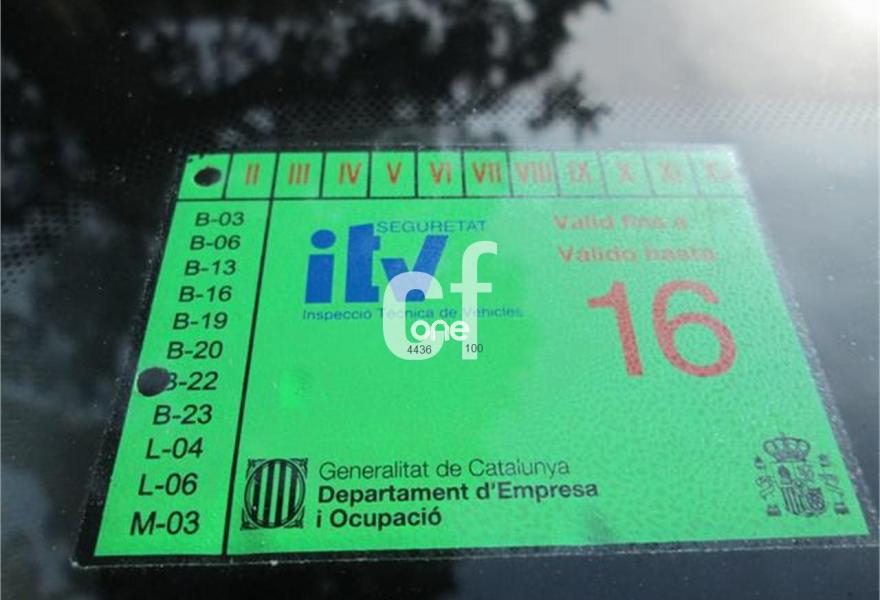 II III IV V VI VII VIII IX X XI
B-03
B-06
B-13
B-16
B-19
B-20
B-22
B-23
L-04
L-06
M-03
SEGURETAT
itv
Inspecció Tècnica de Vehicles
Vàlid fins a
Válido hasta
16
cf
one
4436 100
Generalitat de Catalunya
Departament d'Empresa
i Ocupació